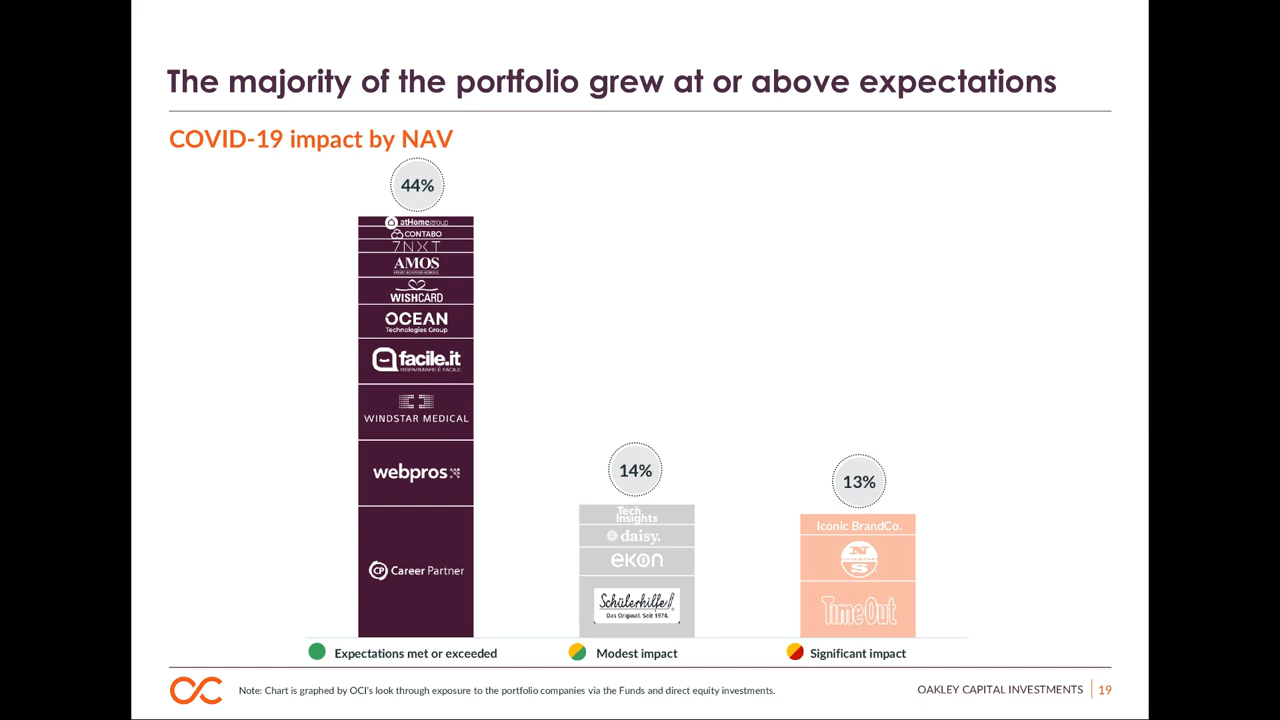 The majority of the portfolio grew at or above expectations
COVID-19 impact by NAV
44%
atHomegroup
CONTABO
7NXT
AMOS
SPORT BUSINESS SCHOOL
WISHCARD
OCEAN
Technologies Group
facile.it
RISPARMIARE È FACILE
WINDSTAR MEDICAL
webpros
CP Career Partner
14%
Tech
Insights
daisy.
ekon
Schülerhilfe!
Das Original. Seit 1974.
13%
Iconic BrandCo.
N
S
TimeOut
Expectations met or exceeded
Modest impact
Significant impact
Note: Chart is graphed by OCI's look through exposure to the portfolio companies via the Funds and direct equity investments.
OAKLEY CAPITAL INVESTMENTS | 19